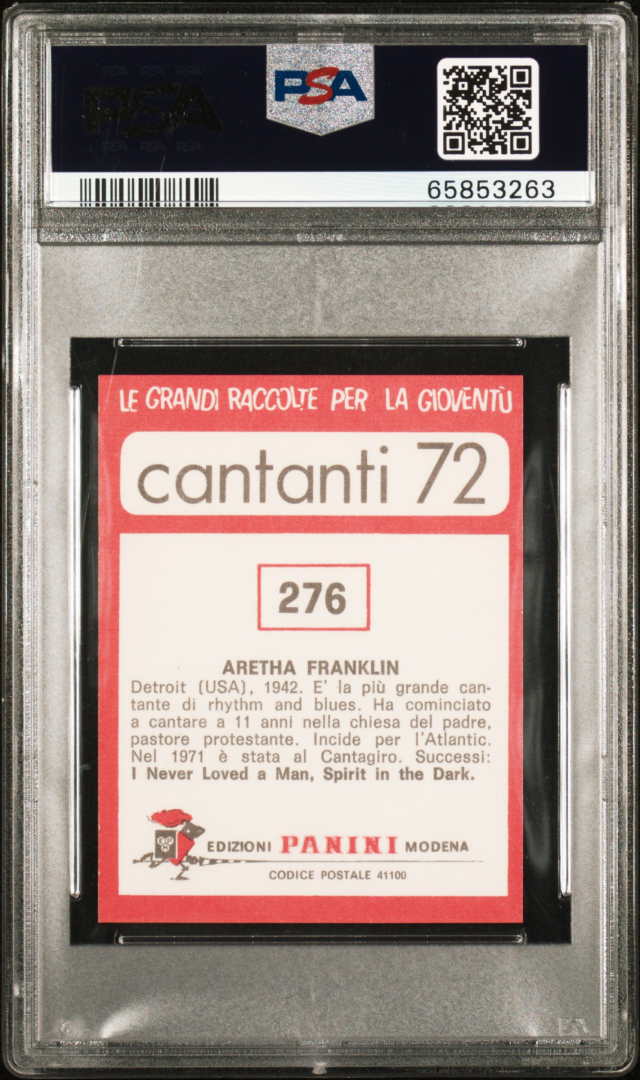 PSA
PSA
65853263
LE GRANDI RACCOLTE PER LA GIOVENTÙ
cantanti 72
276
ARETHA FRANKLIN
Detroit (USA), 1942. E' la più grande can-
tante di rhythm and blues. Ha cominciato
a cantare a 11 anni nella chiesa del padre,
pastore protestante. Incide per l'Atlantic.
Nel 1971 è stata al Cantagiro. Successi:
I Never Loved a Man, Spirit in the Dark.
EDIZIONI PANINI MODENA
CODICE POSTALE 41100